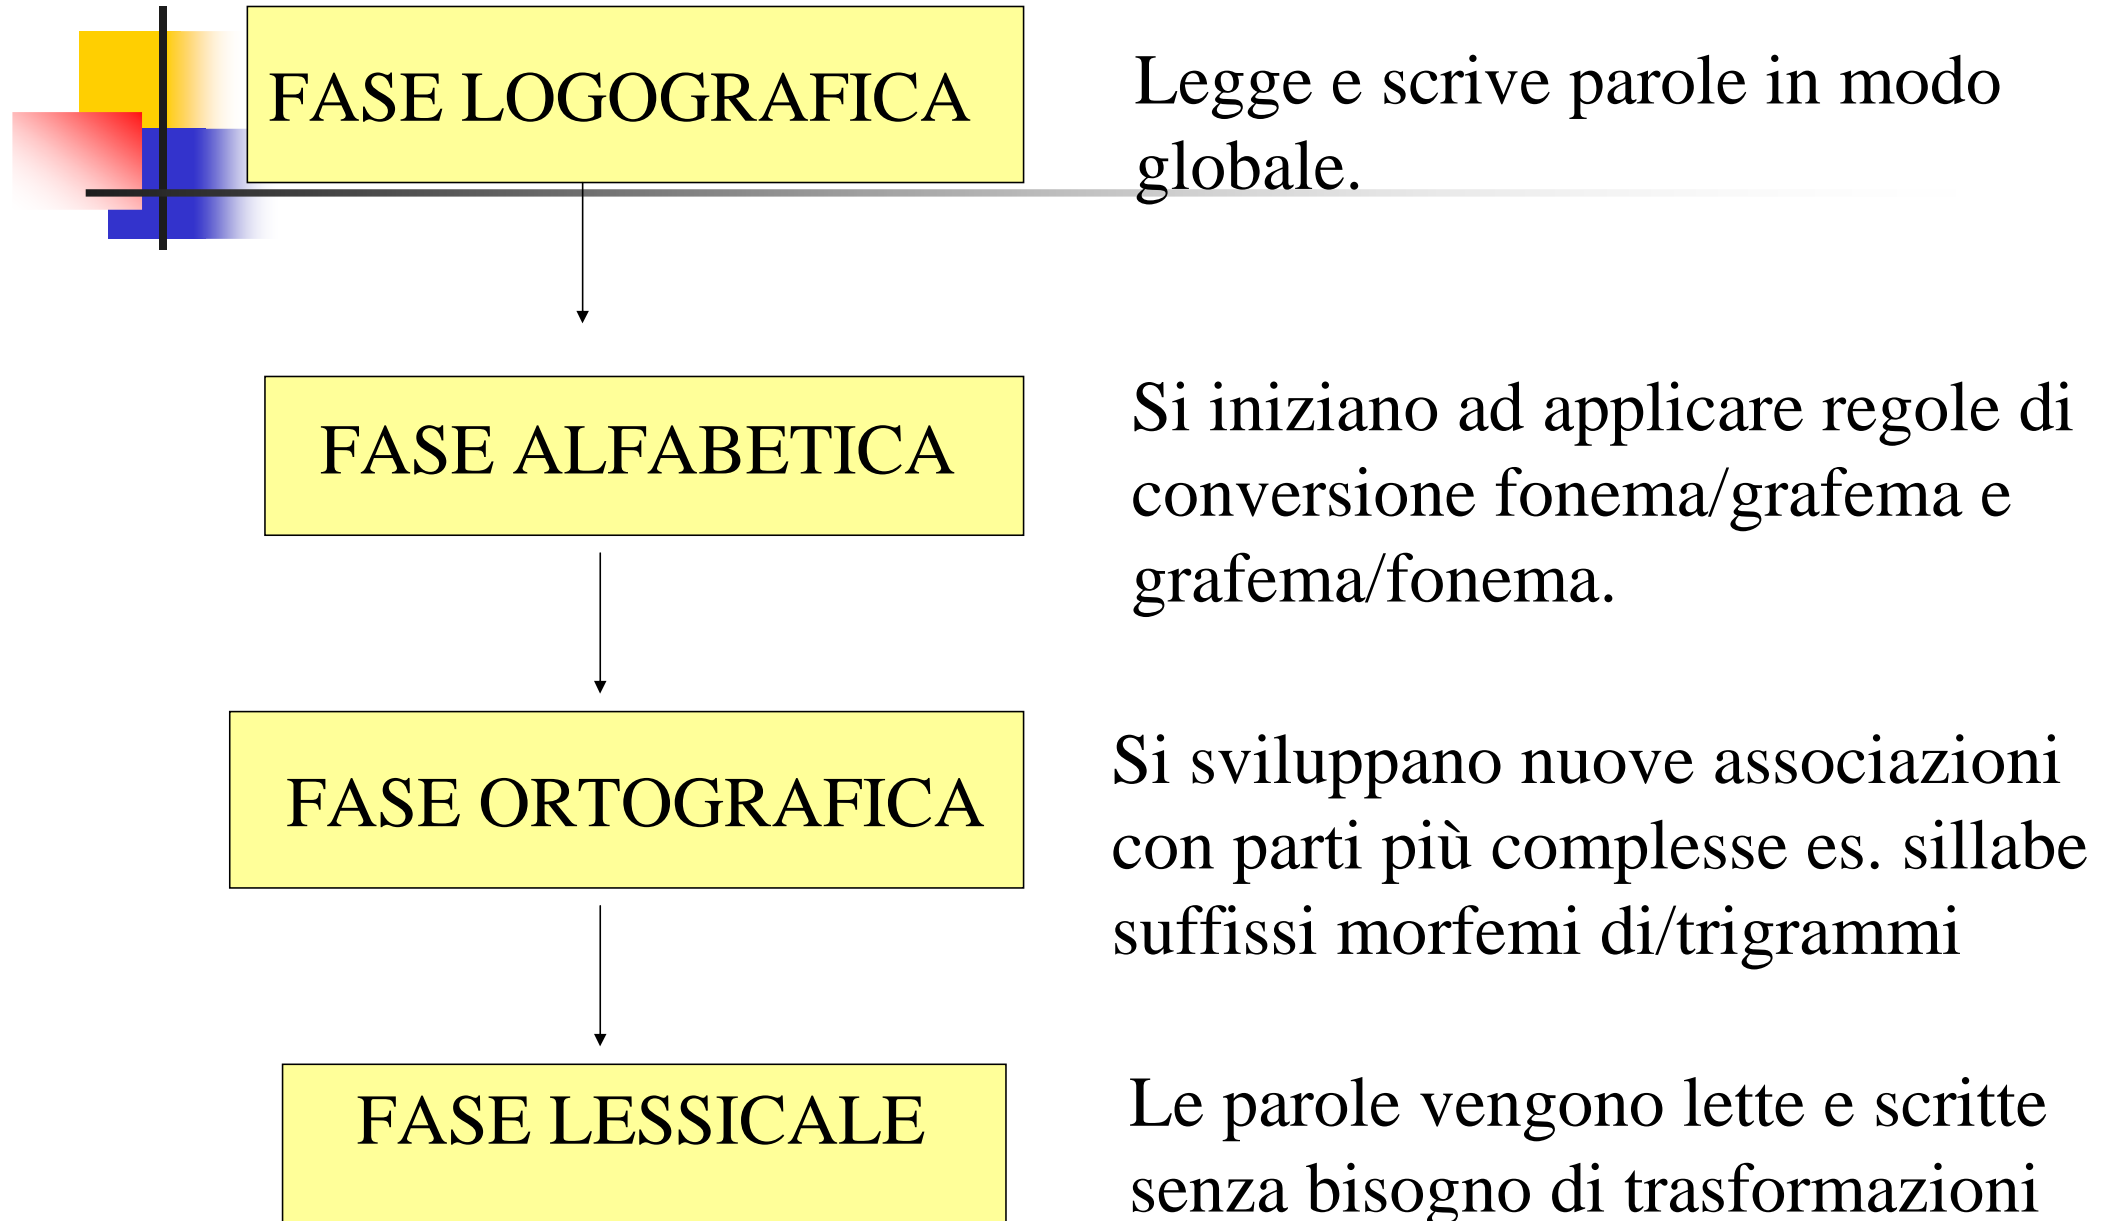 FASE LOGOGRAFICA
Legge e scrive parole in modo
globale.
FASE ALFABETICA
Si iniziano ad applicare regole di
conversione fonema/grafema e
grafema/fonema.
FASE ORTOGRAFICA
Si sviluppano nuove associazioni
con parti più complesse es. sillabe
suffissi morfemi di/trigrammi
FASE LESSICALE
Le parole vengono lette e scritte
senza bisogno di trasformazioni